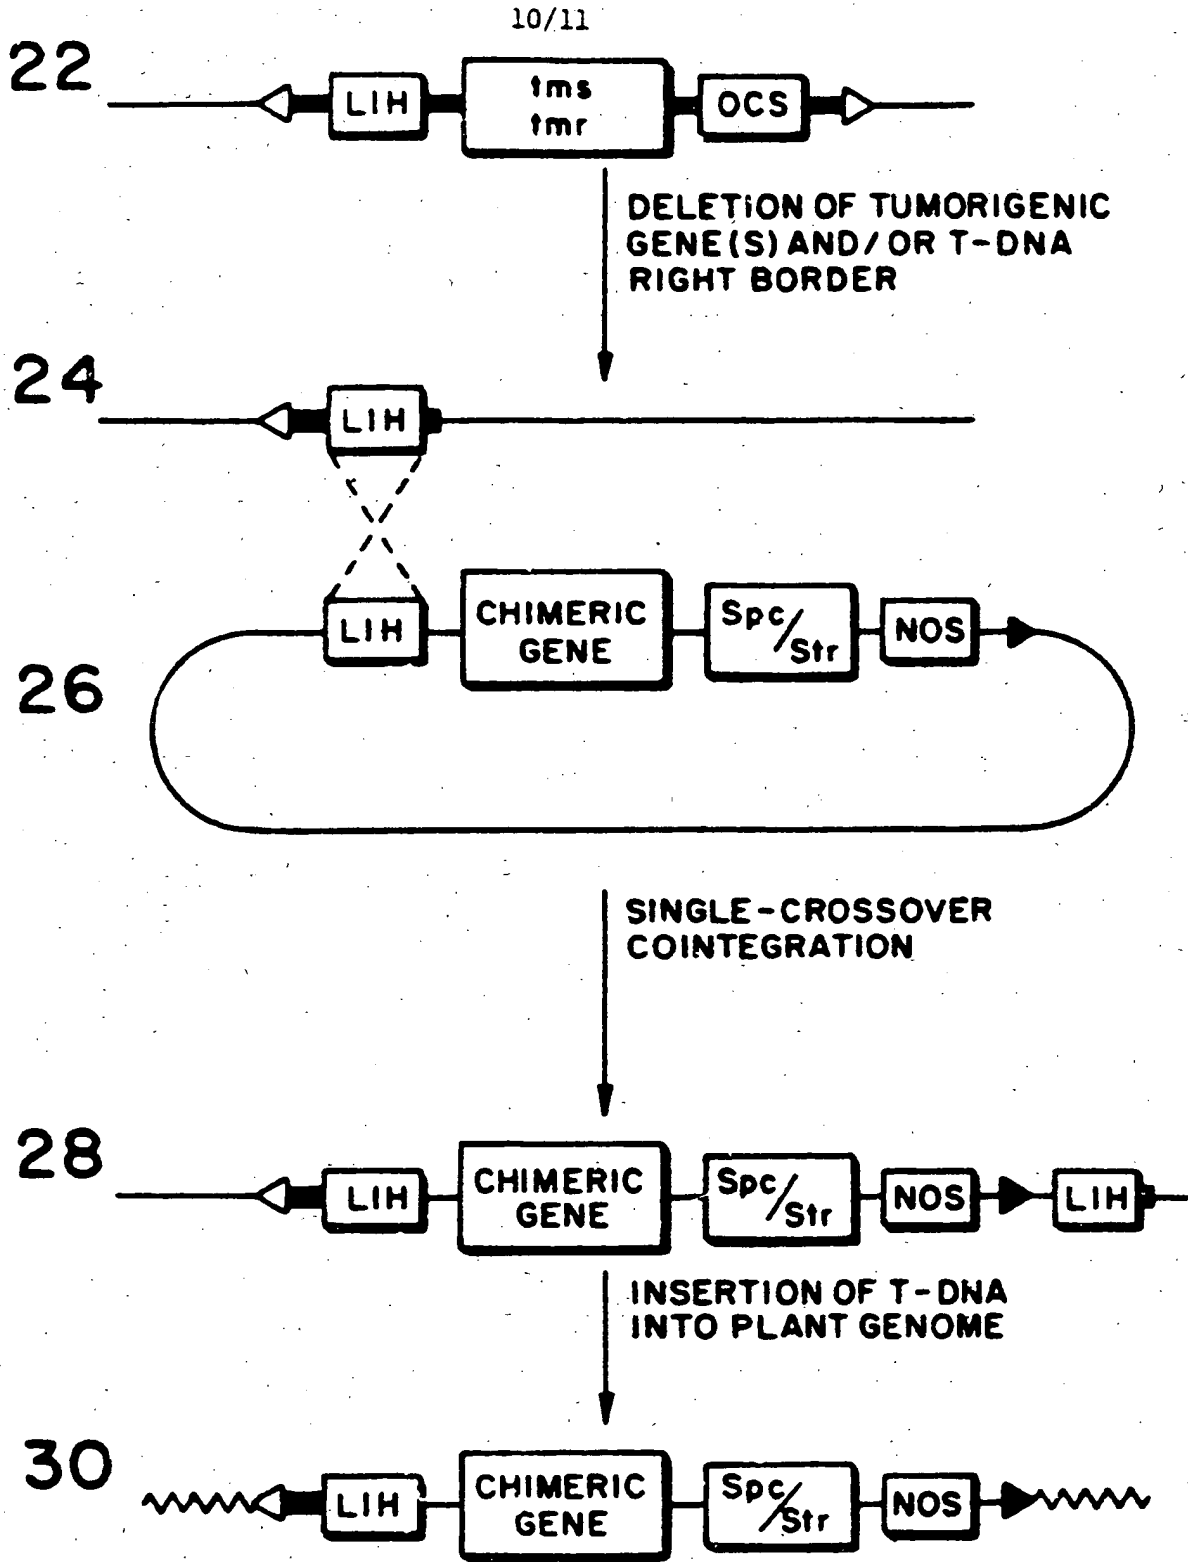 10/11
22
LIH
tms
tmr
OCS
DELETION OF TUMORIGENIC
GENE(S) AND/OR T-DNA
RIGHT BORDER
24
LIH
26
LIH
CHIMERIC
GENE
Spc/
Str
NOS
SINGLE-CROSSOVER
COINTEGRATION
28
LIH
CHIMERIC
GENE
Spc/
Str
NOS
LIH
INSERTION OF T-DNA
INTO PLANT GENOME
30
LIH
CHIMERIC
GENE
Spc/
Str
NOS